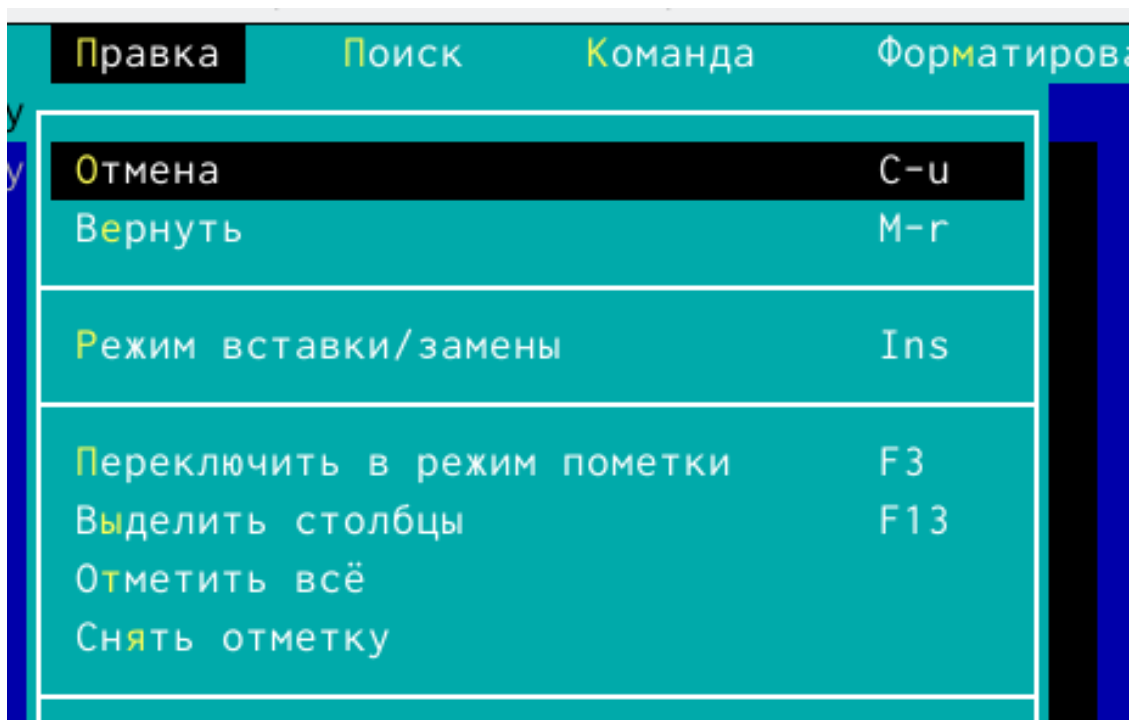 Правка Поиск Команда Форматирова
у
Отмена C-u
у
Вернуть M-r
Режим вставки/замены Ins
Переключить в режим пометки F3
Выделить столбцы F13
Отметить всё
Снять отметку